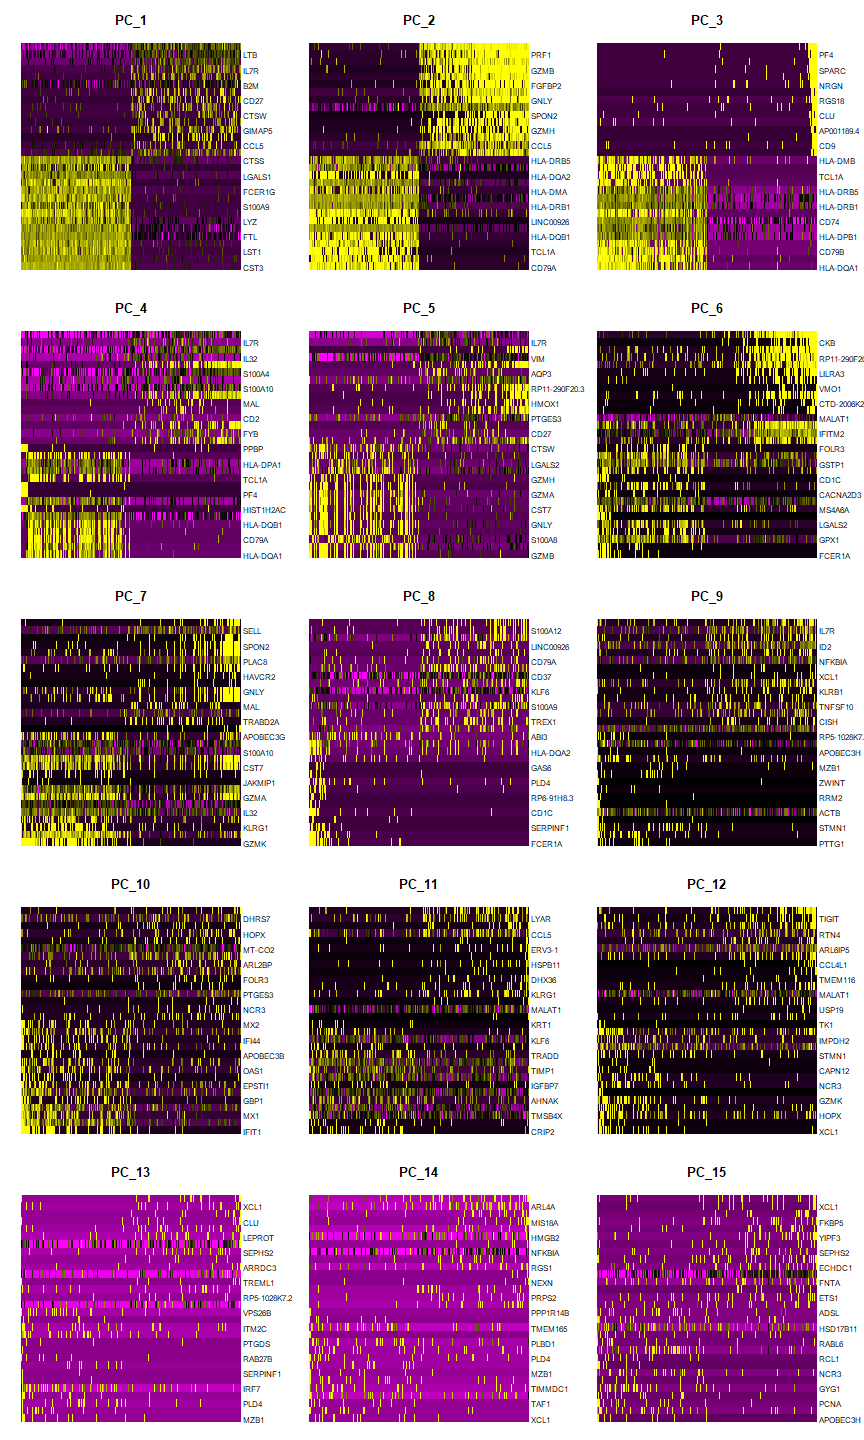 PC_1
LTB
IL7R
B2M
CD27
CTSW
GIMAP5
CCL5
CTSS
LGALS1
FCER1G
S100A9
LYZ
FTL
LST1
CST3
PC_2
PRF1
GZMB
FGFBP2
GNLY
SPON2
GZMH
CCL5
HLA-DRB5
HLA-DQA2
HLA-DMA
HLA-DRB1
LINC00926
HLA-DQB1
TCL1A
CD79A
PC_3
PF4
SPARC
NRGN
RGS18
CLU
AP001189.4
CD9
HLA-DMB
TCL1A
HLA-DRB5
HLA-DRB1
CD74
HLA-DPB1
CD79B
HLA-DQA1
PC_4
IL7R
IL32
S100A4
S100A10
MAL
CD2
FYB
PPBP
HLA-DPA1
TCL1A
PF4
HIST1H2AC
HLA-DQB1
CD79A
HLA-DQA1
PC_5
IL7R
VIM
AQP3
RP11-290F20.3
HMOX1
PTGES3
CD27
CTSW
LGALS2
GZMH
GZMA
CST7
GNLY
S100A8
GZMB
PC_6
CKB
RP11-290F20
LILRA3
VMO1
CTD-2006K2
MALAT1
IFITM2
FOLR3
GSTP1
CD1C
CACNA2D3
MS4A6A
LGALS2
GPX1
FCER1A
PC_7
SELL
SPON2
PLAC8
HAVCR2
GNLY
MAL
TRABD2A
APOBEC3G
S100A10
CST7
JAKMIP1
GZMA
IL32
KLRG1
GZMK
PC_8
S100A12
LINC00926
CD79A
CD37
KLF6
S100A9
TREX1
ABI3
HLA-DQA2
GAS6
PLD4
RP6-91H8.3
CD1C
SERPINF1
FCER1A
PC_9
IL7R
ID2
NFKBIA
XCL1
KLRB1
TNFSF10
CISH
RP5-1028K7.
APOBEC3H
MZB1
ZWINT
RRM2
ACTB
STMN1
PTTG1
PC_10
DHRS7
HOPX
MT-CO2
ARL2BP
FOLR3
PTGES3
NCR3
MX2
IFI44
APOBEC3B
OAS1
EPSTI1
GBP1
MX1
IFIT1
PC_11
LYAR
CCL5
ERV3-1
HSPB11
DHX36
KLRG1
MALAT1
KRT1
KLF6
TRADD
TIMP1
IGFBP7
AHNAK
TMSB4X
CRIP2
PC_12
TIGIT
RTN4
ARL6IP5
CCL4L1
TMEM116
MALAT1
USP19
TK1
IMPDH2
STMN1
CAPN12
NCR3
GZMK
HOPX
XCL1
PC_13
XCL1
CLU
LEPROT
SEPHS2
ARRDC3
TREML1
RP5-1028K7.2
VPS26B
ITM2C
PTGDS
RAB27B
SERPINF1
IRF7
PLD4
MZB1
PC_14
ARL4A
MIS18A
HMGB2
NFKBIA
RGS1
NEXN
PRPS2
PPP1R14B
TMEM165
PLBD1
PLD4
MZB1
TIMMDC1
TAF1
XCL1
PC_15
XCL1
FKBP5
YIPF3
SEPHS2
ECHDC1
FNTA
ETS1
ADSL
HSD17B11
RABL6
RCL1
NCR3
GYG1
PCNA
APOBEC3H